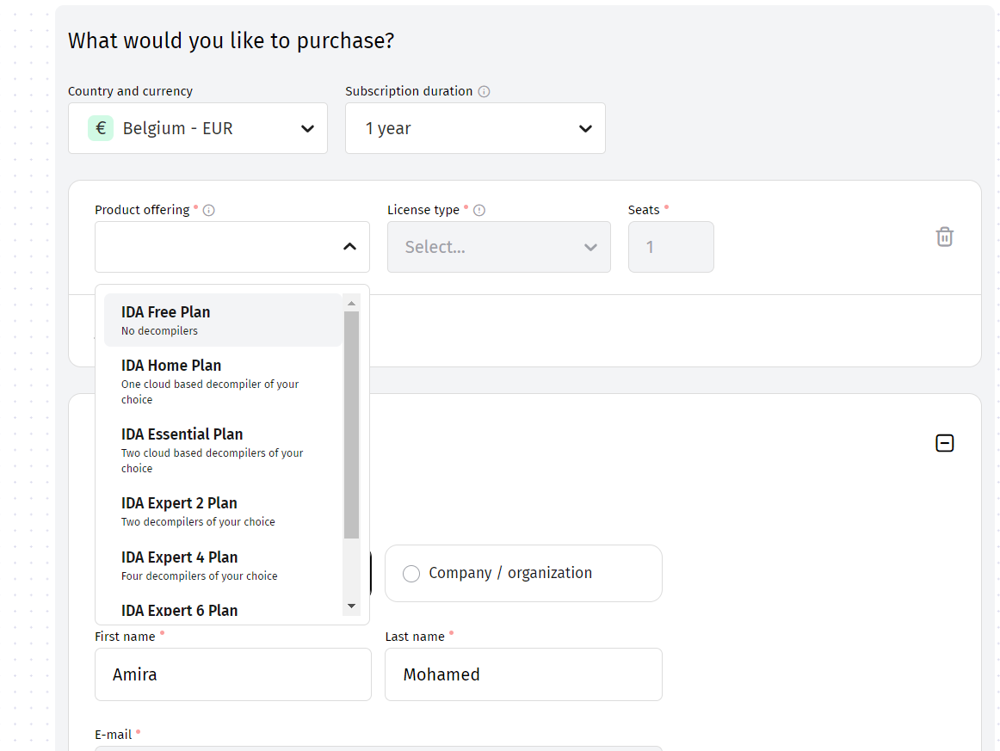 What would you like to purchase?
Country and currency
Subscription duration
€ Belgium - EUR
1 year
Product offering *
License type *
Seats *
Select...
1
IDA Free Plan
No decompilers
IDA Home Plan
One cloud based decompiler of your
choice
IDA Essential Plan
Two cloud based decompilers of your
choice
IDA Expert 2 Plan
Two decompilers of your choice
IDA Expert 4 Plan
Four decompilers of your choice
IDA Expert 6 Plan
Company / organization
First name *
Last name *
Amira
Mohamed
E-mail *